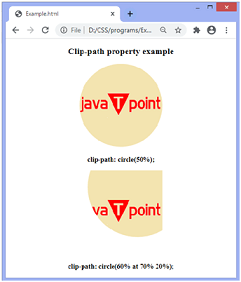 Example.html
File | D:/CSS/programs/Ex...
Clip-path property example
java T point
clip-path: circle(50%);
va T point
clip-path: circle(60% at 70% 20%);